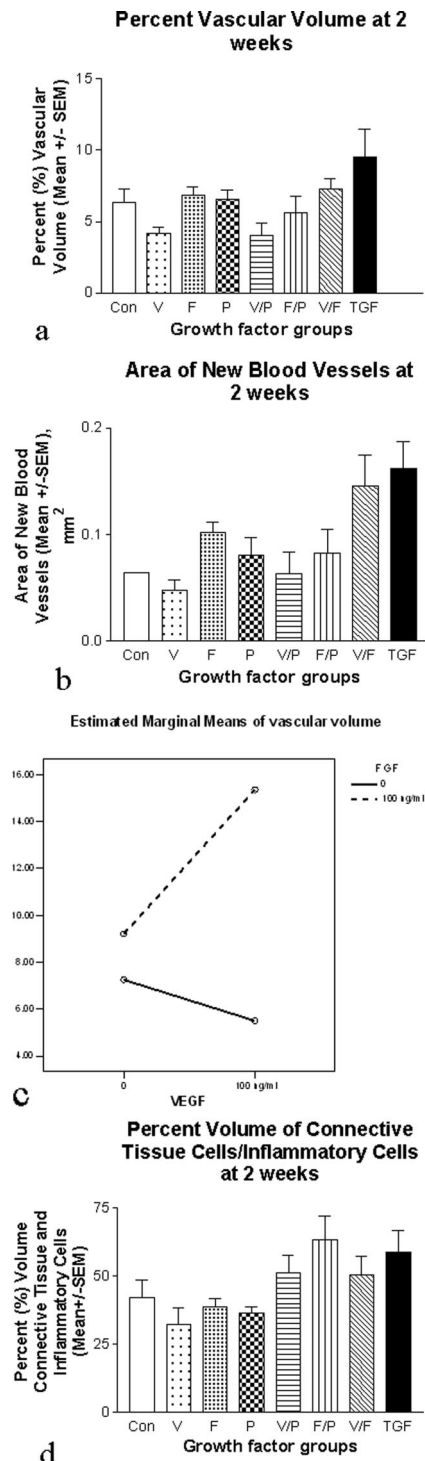 Percent Vascular Volume at 2
weeks
Percent (%) Vascular
Volume (Mean +/- SEM)
15
10
5
0
Con V F P V/P F/P V/F TGF
Growth factor groups
a
Area of New Blood Vessels at
2 weeks
Area of New Blood
Vessels (Mean +/-SEM),
mm2
0.2
0.1
0.0
Con V F P V/P F/P V/F TGF
Growth factor groups
b
Estimated Marginal Means of vascular volume
FGF
0
100 ng/ml
16.00
14.00
12.00
10.00
8.00
6.00
4.00
0 100 ng/ml
VEGF
c
Percent Volume of Connective
Tissue Cells/Inflammatory Cells
at 2 weeks
Percent (%) Volume
Connective Tissue and
Inflammatory Cells
(Mean+/-SEM)
75
50
25
0
Con V F P V/P F/P V/F TGF
Growth factor groups
d